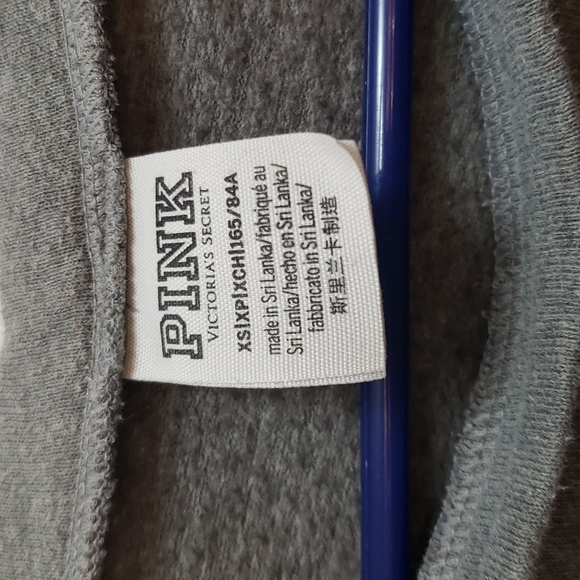 PINK
VICTORIA'S SECRET
XS|XP|XCH|165/84A
made in Sri Lanka/fabriqué au
Sri Lanka/hecho en Sri Lanka/
fabbricato in Sri Lanka/
斯里兰卡制造